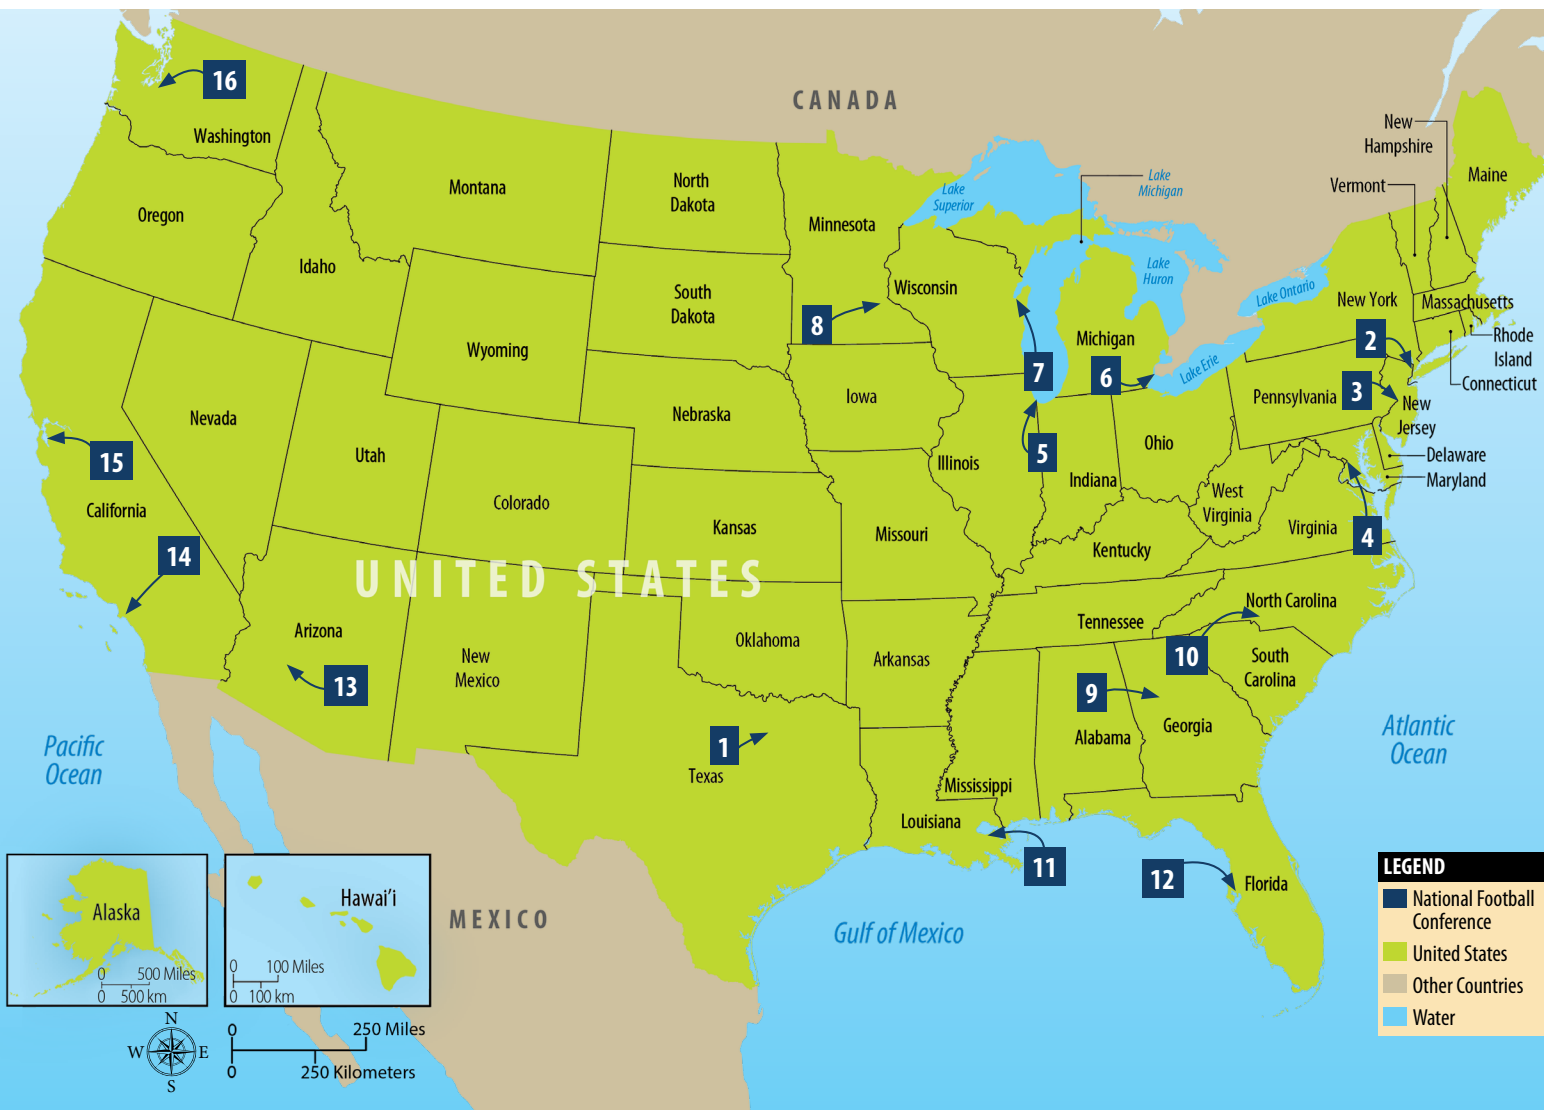 CANADA
16
Washington
Montana
North
Dakota
Minnesota
Lake
Superior
Lake
Michigan
New
Hampshire
Vermont
Maine
Oregon
Idaho
South
Dakota
Wisconsin
Lake
Huron
Lake Ontario
New York
Massachusetts
Wyoming
8
Michigan
2
Rhode
Island
7
6
Lake Erie
Connecticut
Nevada
Nebraska
Iowa
Pennsylvania
3
New
Jersey
15
Utah
Illinois
5
Ohio
Delaware
Indiana
Maryland
California
Colorado
Kansas
Missouri
West
Virginia
Virginia
4
14
Kentucky
UNITED STATES
Arizona
New
Mexico
Oklahoma
Arkansas
Tennessee
North Carolina
13
10
South
Carolina
9
Georgia
Pacific
Ocean
1
Texas
Alabama
Atlantic
Ocean
Mississippi
Louisiana
11
12
Florida
Gulf of Mexico
MEXICO
Alaska
0
500 Miles
0
500 km
Hawai'i
0
100 Miles
0
100 km
N
W
E
S
0
250 Miles
0
250 Kilometers
LEGEND
National Football
Conference
United States
Other Countries
Water